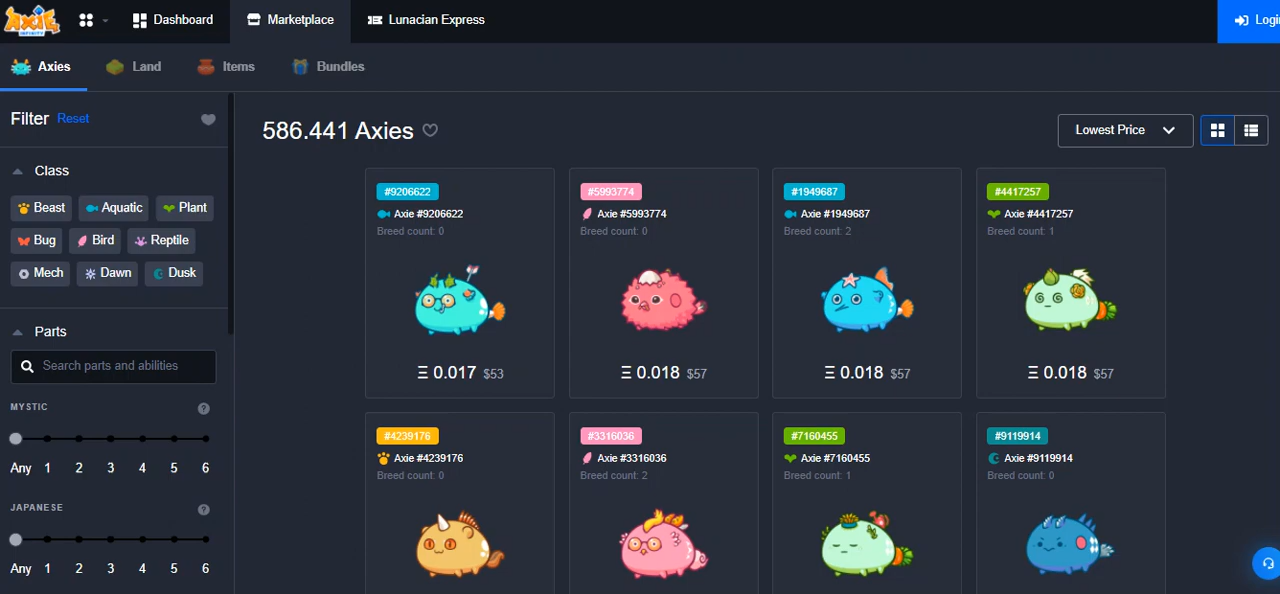 AXIE
INFINITY
Dashboard
Marketplace
Lunacian Express
Axies
Land
Items
Bundles
Filter Reset
Class
Beast Aquatic Plant
Bug Bird Reptile
Mech Dawn Dusk
Parts
Search parts and abilities
MYSTIC ?
Any 1 2 3 4 5 6
JAPANESE ?
Any 1 2 3 4 5 6
586.441 Axies
Lowest Price
#9206622
Axie #9206622
Breed count: 0
Ξ 0.017 $53
#5993774
Axie #5993774
Breed count: 0
Ξ 0.018 $57
#1949687
Axie #1949687
Breed count: 2
Ξ 0.018 $57
#4417257
Axie #4417257
Breed count: 1
Ξ 0.018 $57
#4239176
Axie #4239176
Breed count: 0
#3316036
Axie #3316036
Breed count: 2
#7160455
Axie #7160455
Breed count: 1
#9119914
Axie #9119914
Breed count: 0